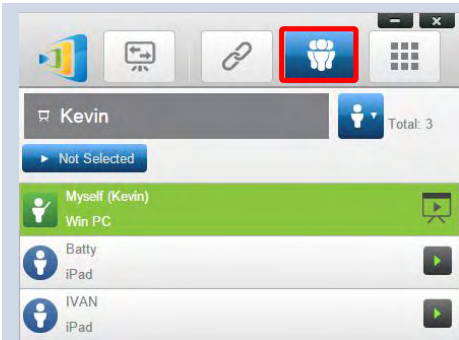 Kevin
Total: 3
Not Selected
Myself (Kevin)
Win PC
Batty
iPad
IVAN
iPad